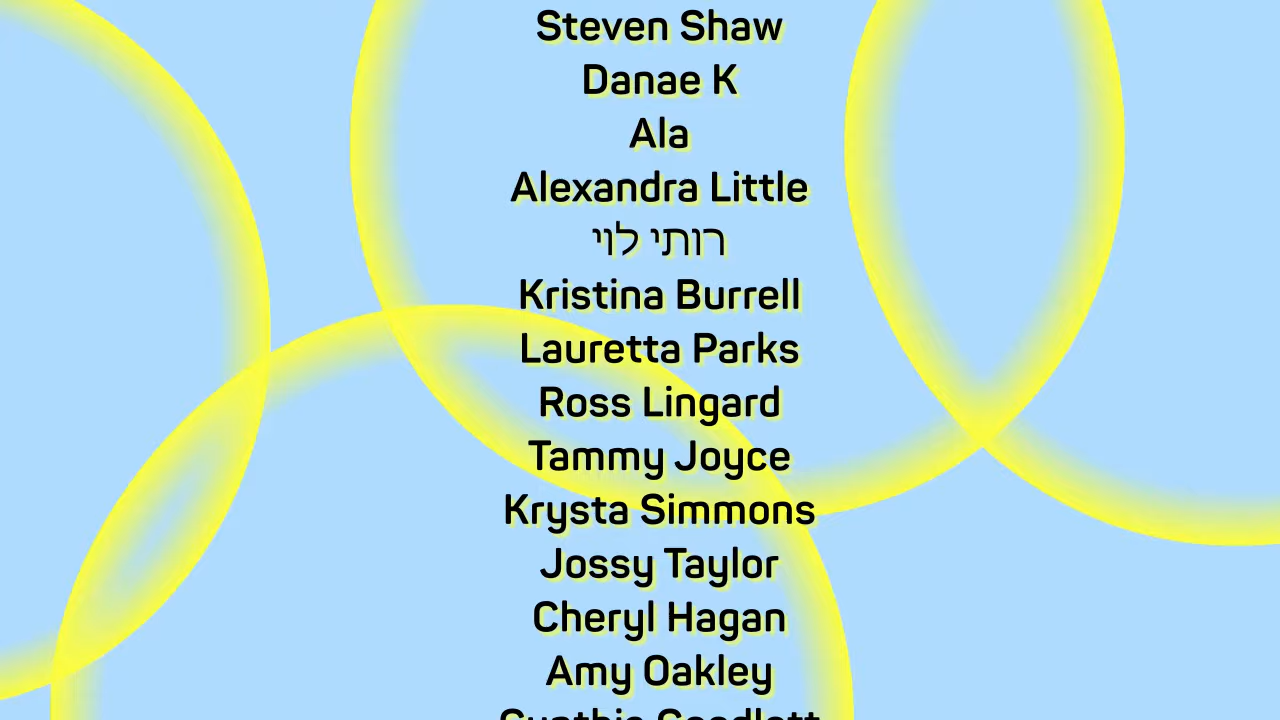 Steven Shaw
Danae K
Ala
Alexandra Little
רותי לוי
Kristina Burrell
Lauretta Parks
Ross Lingard
Tammy Joyce
Krysta Simmons
Jossy Taylor
Cheryl Hagan
Amy Oakley